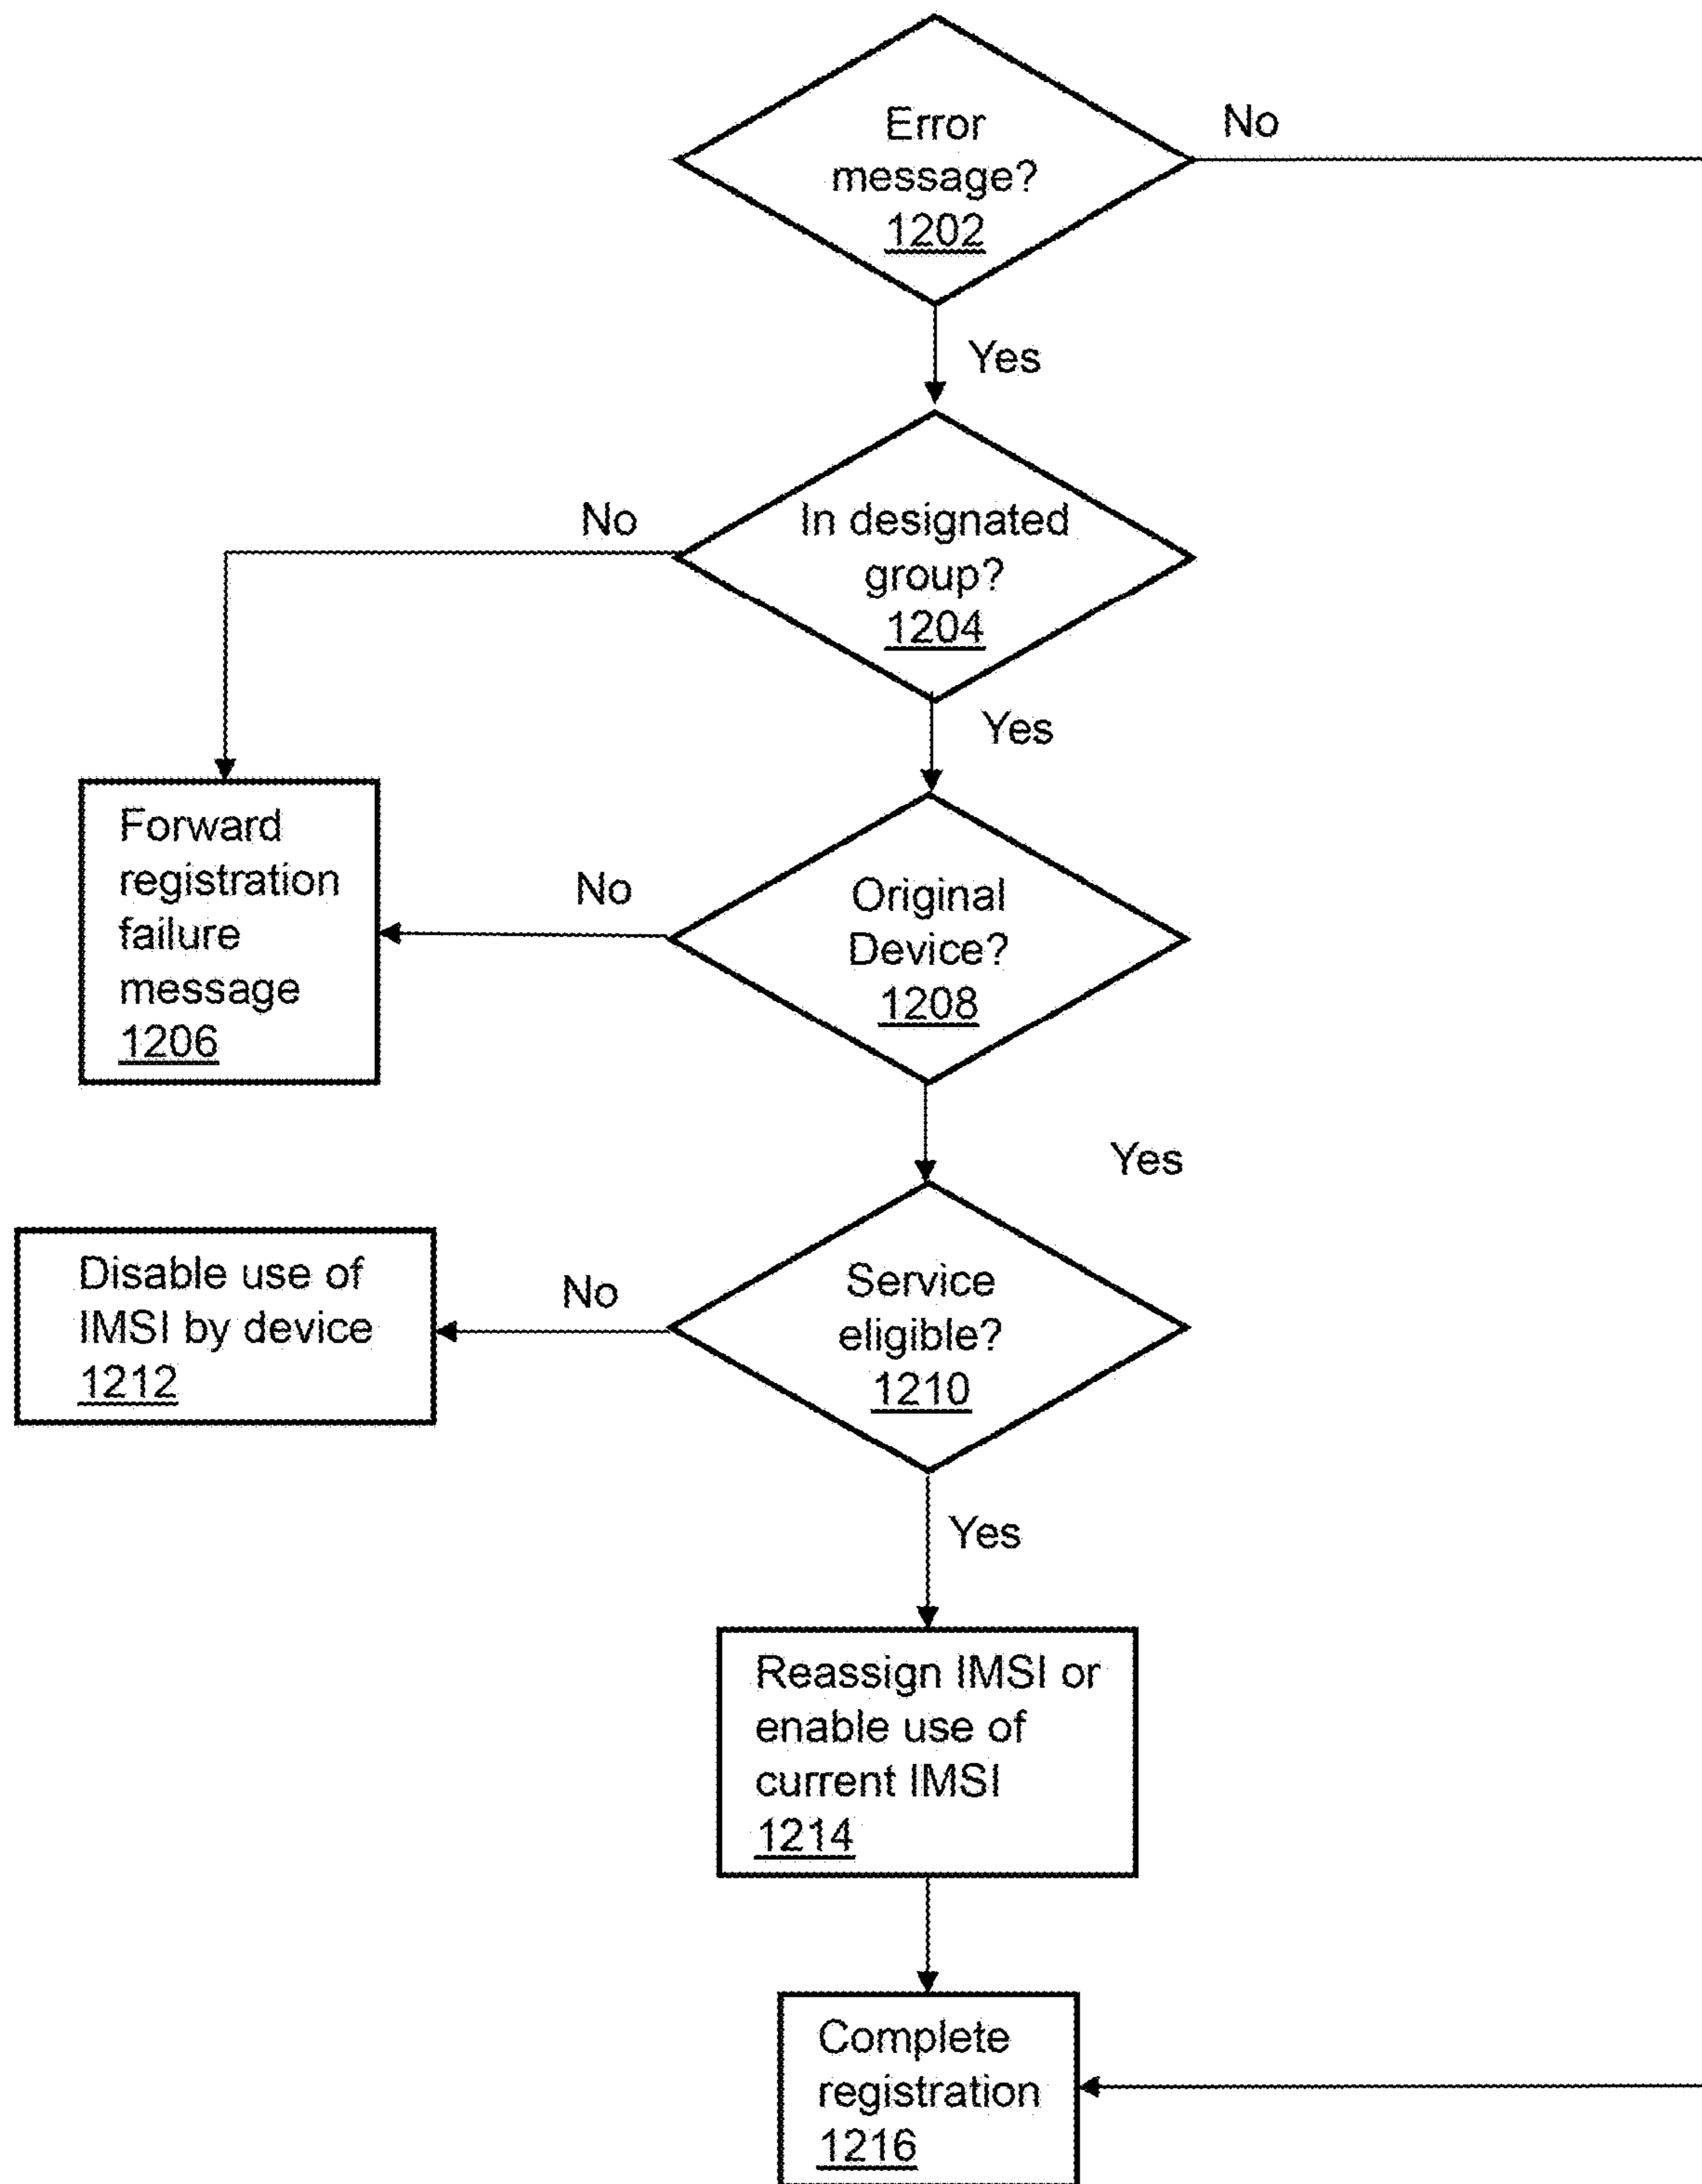 Error
message?
1202
No
Yes
In designated
group?
1204
No
Yes
Forward
registration
failure
message
1206
No
Original
Device?
1208
Yes
Disable use of
IMSI by device
1212
No
Service
eligible?
1210
Yes
Reassign IMSI or
enable use of
current IMSI
1214
Complete
registration
1216